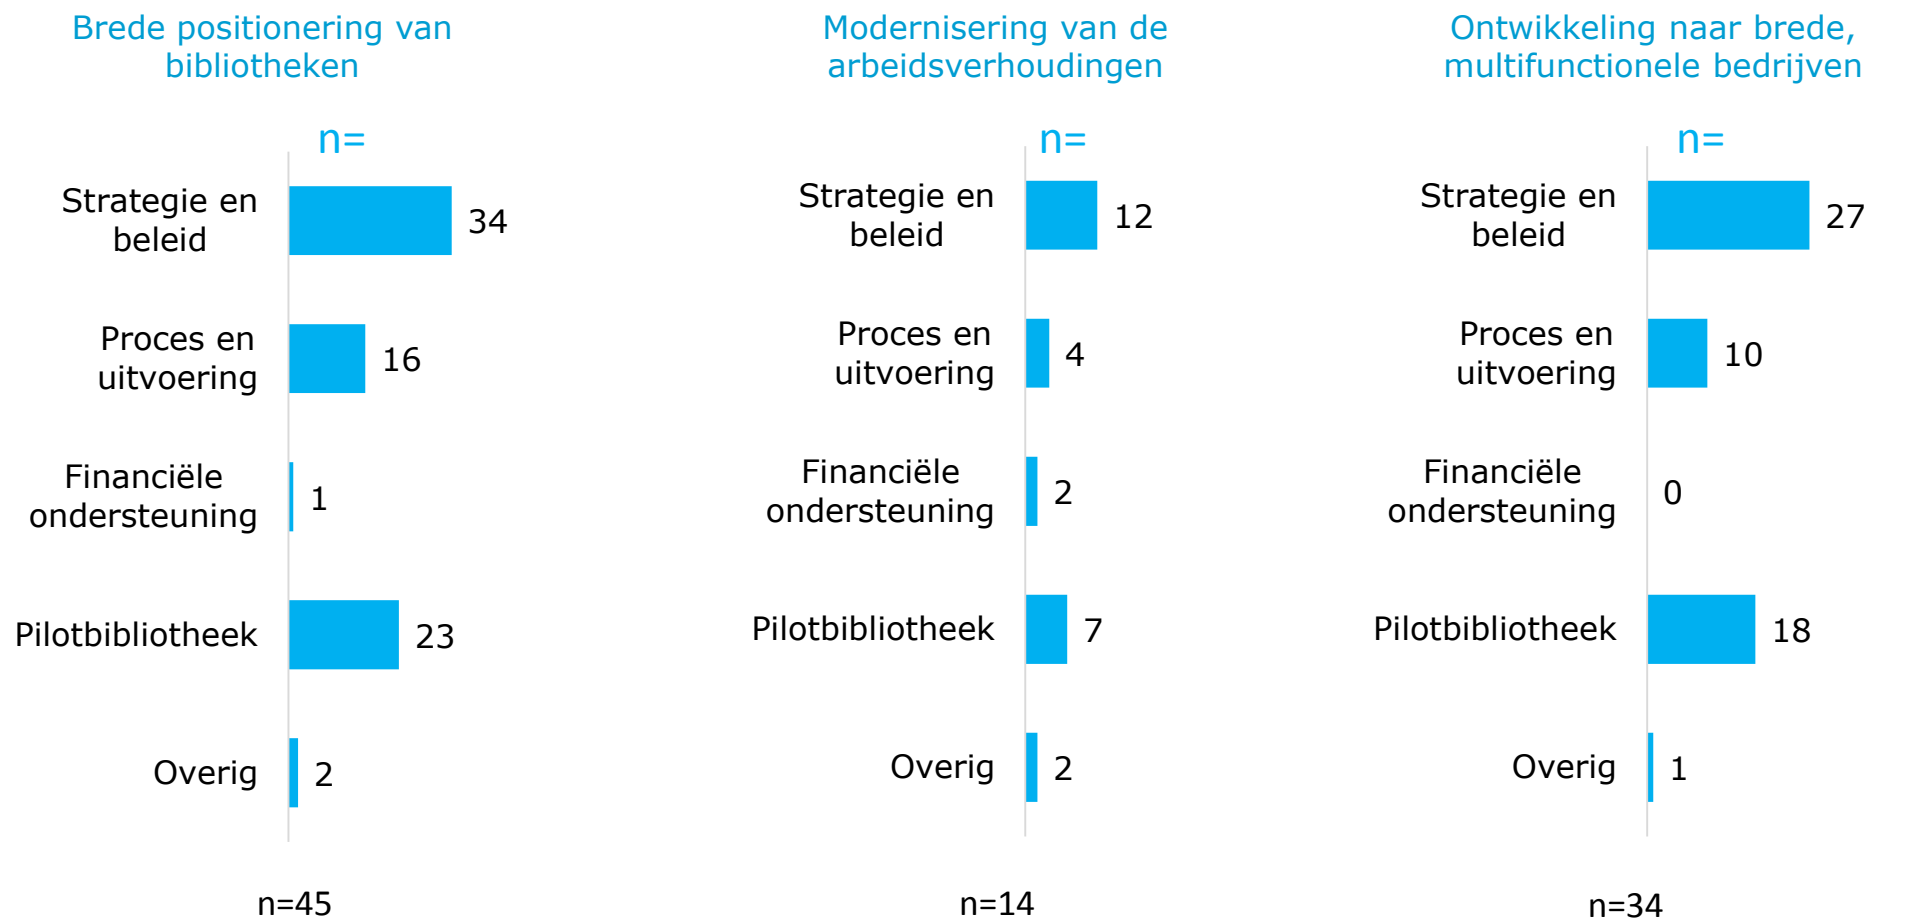 Brede positionering van
bibliotheken
n=
Strategie en
beleid
34
Proces en
uitvoering
16
Financiële
ondersteuning
1
Pilotbibliotheek
23
Overig
2
n=45
Modernisering van de
arbeidsverhoudingen
n=
Strategie en
beleid
12
Proces en
uitvoering
4
Financiële
ondersteuning
2
Pilotbibliotheek
7
Overig
2
n=14
Ontwikkeling naar brede,
multifunctionele bedrijven
n=
Strategie en
beleid
27
Proces en
uitvoering
10
Financiële
ondersteuning
0
Pilotbibliotheek
18
Overig
1
n=34